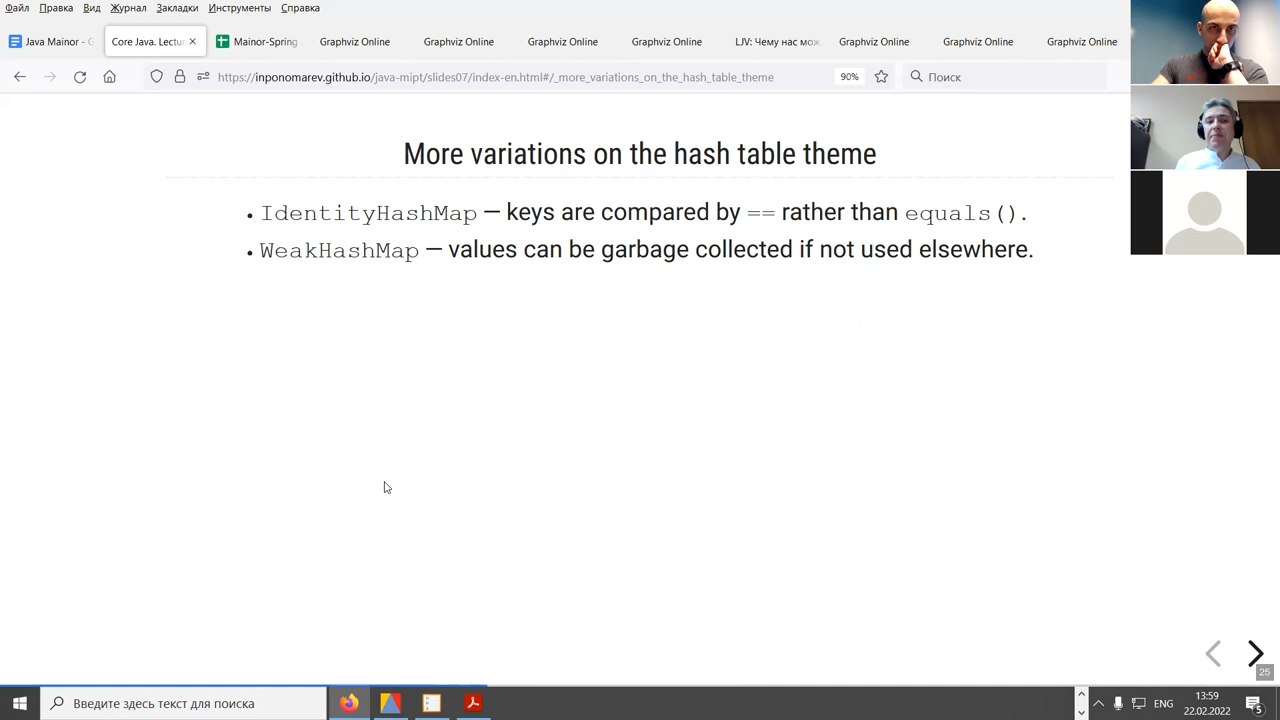 Файл Правка Вид Журнал Закладки Инструменты Справка
Java Mainor - G Core Java. Lectur Mainor-Spring Graphviz Online Graphviz Online Graphviz Online Graphviz Online LJV: Чему нас мож Graphviz Online Graphviz Online Graphviz Online
https://inponomarev.github.io/java-mipt/slides07/index-en.html#/_more_variations_on_the_hash_table_theme 90% Поиск
More variations on the hash table theme
• IdentityHashMap — keys are compared by == rather than equals().
• WeakHashMap — values can be garbage collected if not used elsewhere.
25
Введите здесь текст для поиска
ENG
13:59
22.02.2022
5